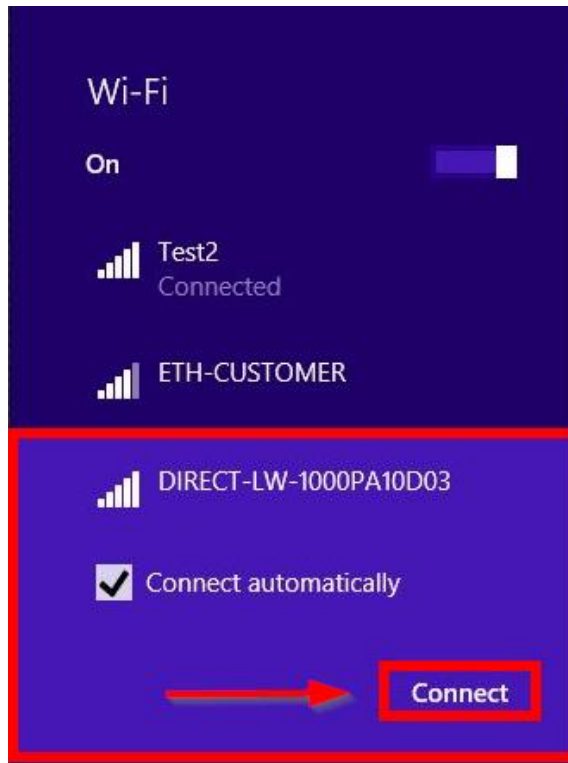 Wi-Fi
On
Test2
Connected
ETH-CUSTOMER
DIRECT-LW-1000PA10D03
Connect automatically
Connect